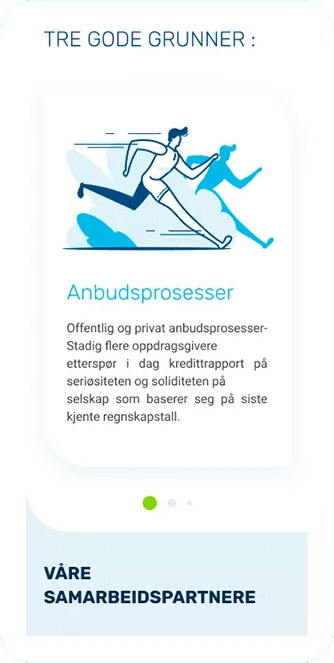 TRE GODE GRUNNER :
Anbudsprosesser
Offentlig og privat anbudsprosesser-
Stadig flere oppdragsgivere
etterspør i dag kredittrapport på
seriøsiteten og soliditeten på
selskap som baserer seg på siste
kjente regnskapstall.
VÅRE
SAMARBEIDSPARTNERE